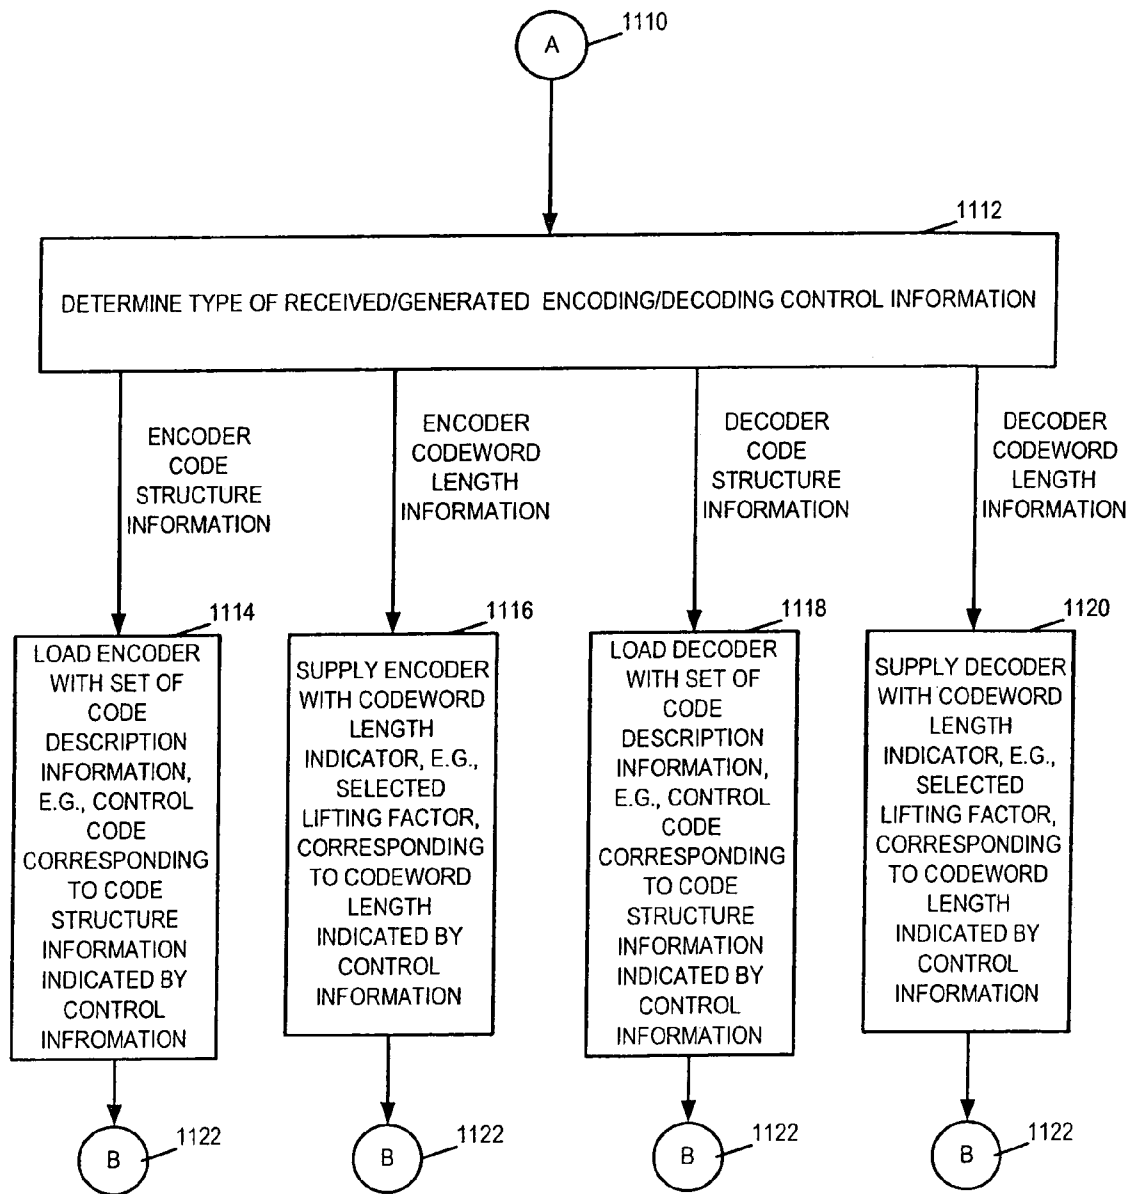 A
1110
1112
DETERMINE TYPE OF RECEIVED/GENERATED ENCODING/DECODING CONTROL INFORMATION
ENCODER
CODE
STRUCTURE
INFORMATION
ENCODER
CODEWORD
LENGTH
INFORMATION
DECODER
CODE
STRUCTURE
INFORMATION
DECODER
CODEWORD
LENGTH
INFORMATION
1114
LOAD ENCODER
WITH SET OF
CODE
DESCRIPTION
INFORMATION,
E.G., CONTROL
CODE
CORRESPONDING
TO CODE
STRUCTURE
INFORMATION
INDICATED BY
CONTROL
INFROMATION
1116
SUPPLY ENCODER
WITH CODEWORD
LENGTH
INDICATOR, E.G.,
SELECTED
LIFTING FACTOR,
CORRESPONDING
TO CODEWORD
LENGTH
INDICATED BY
CONTROL
INFORMATION
1118
LOAD DECODER
WITH SET OF
CODE
DESCRIPTION
INFORMATION,
E.G., CONTROL
CODE
CORRESPONDING
TO CODE
STRUCTURE
INFORMATION
INDICATED BY
CONTROL
INFORMATION
1120
SUPPLY DECODER
WITH CODEWORD
LENGTH
INDICATOR, E.G.,
SELECTED
LIFTING FACTOR,
CORRESPONDING
TO CODEWORD
LENGTH
INDICATED BY
CONTROL
INFORMATION
B
1122
B
1122
B
1122
B
1122